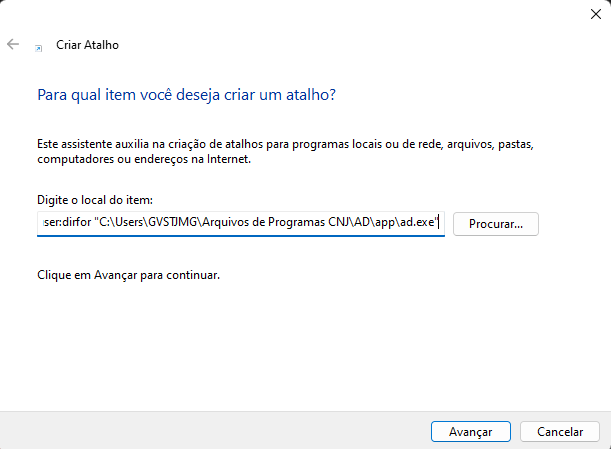 Criar Atalho
Para qual item você deseja criar um atalho?
Este assistente auxilia na criação de atalhos para programas locais ou de rede, arquivos, pastas,
computadores ou endereços na Internet.
Digite o local do item:
ser:dirfor "C:\Users\GVSTJMG\Arquivos de Programas CNJ\AD\app\ad.exe"
Procurar...
Clique em Avançar para continuar.
Avançar
Cancelar